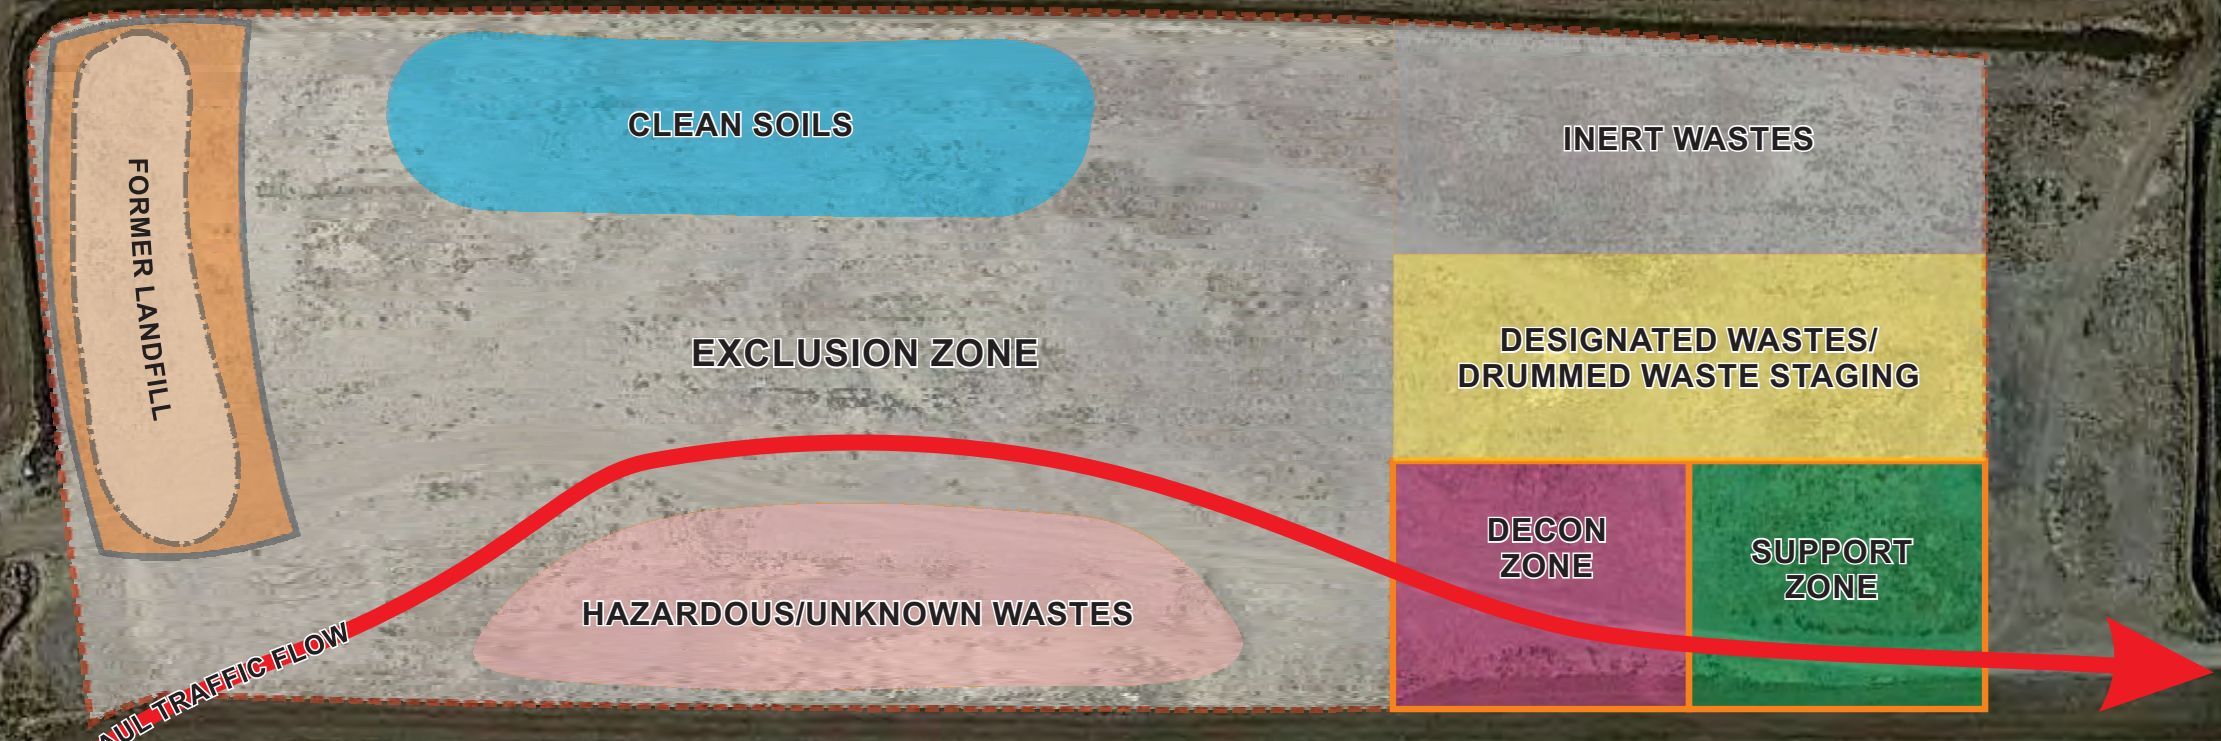 CLEAN SOILS
INERT WASTES
FORMER LANDFILL
EXCLUSION ZONE
DESIGNATED WASTES/
DRUMMED WASTE STAGING
DECON
ZONE
SUPPORT
ZONE
HAZARDOUS/UNKNOWN WASTES
TRAFFIC FLOW